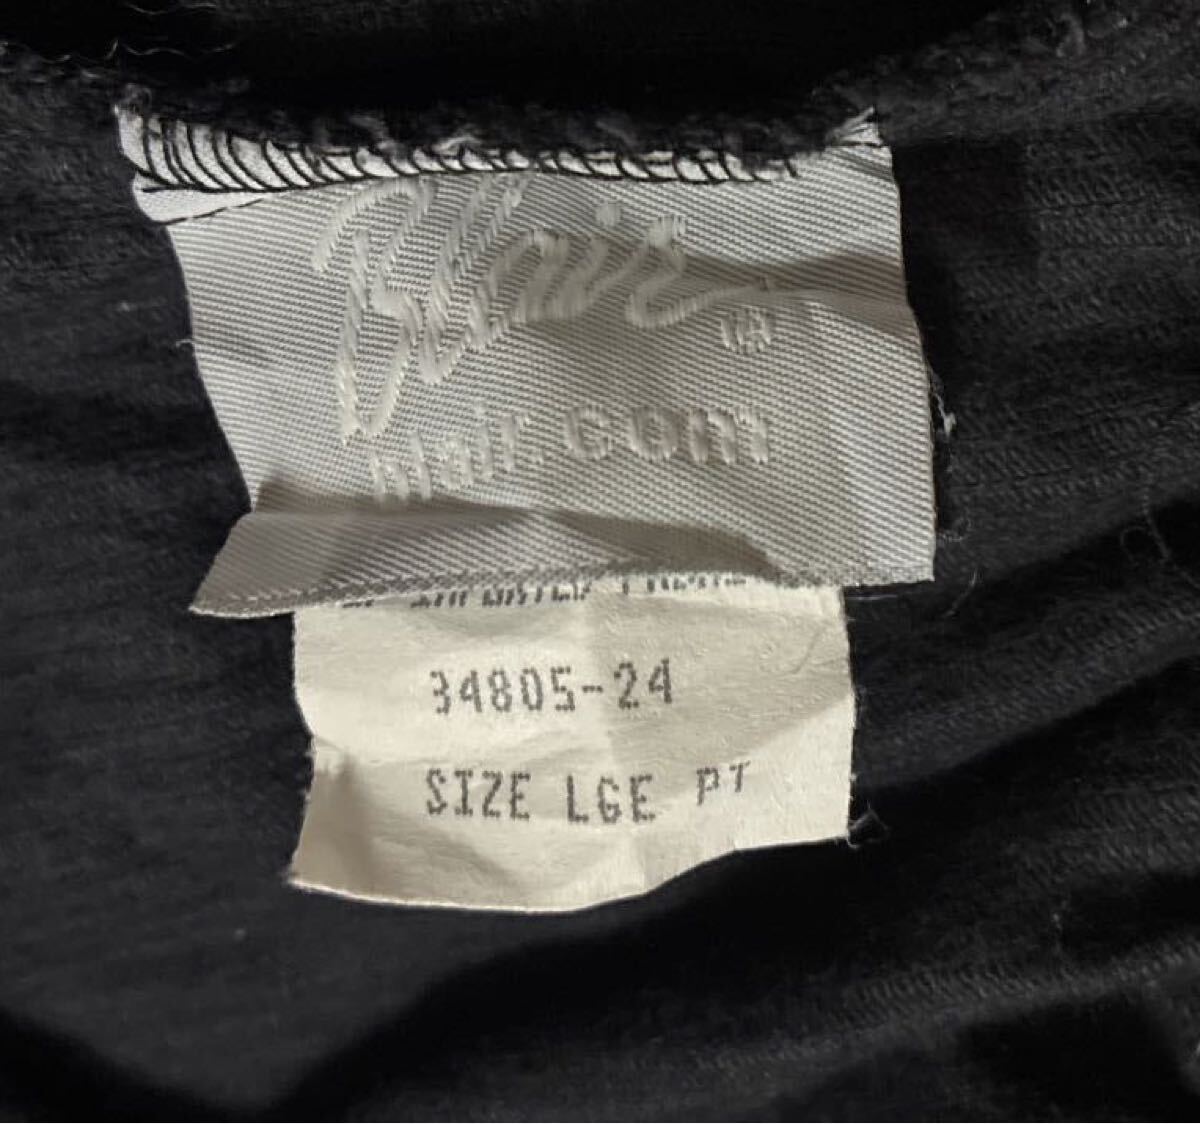 Blair®
blair.com
34805-24
SIZE LGE PT